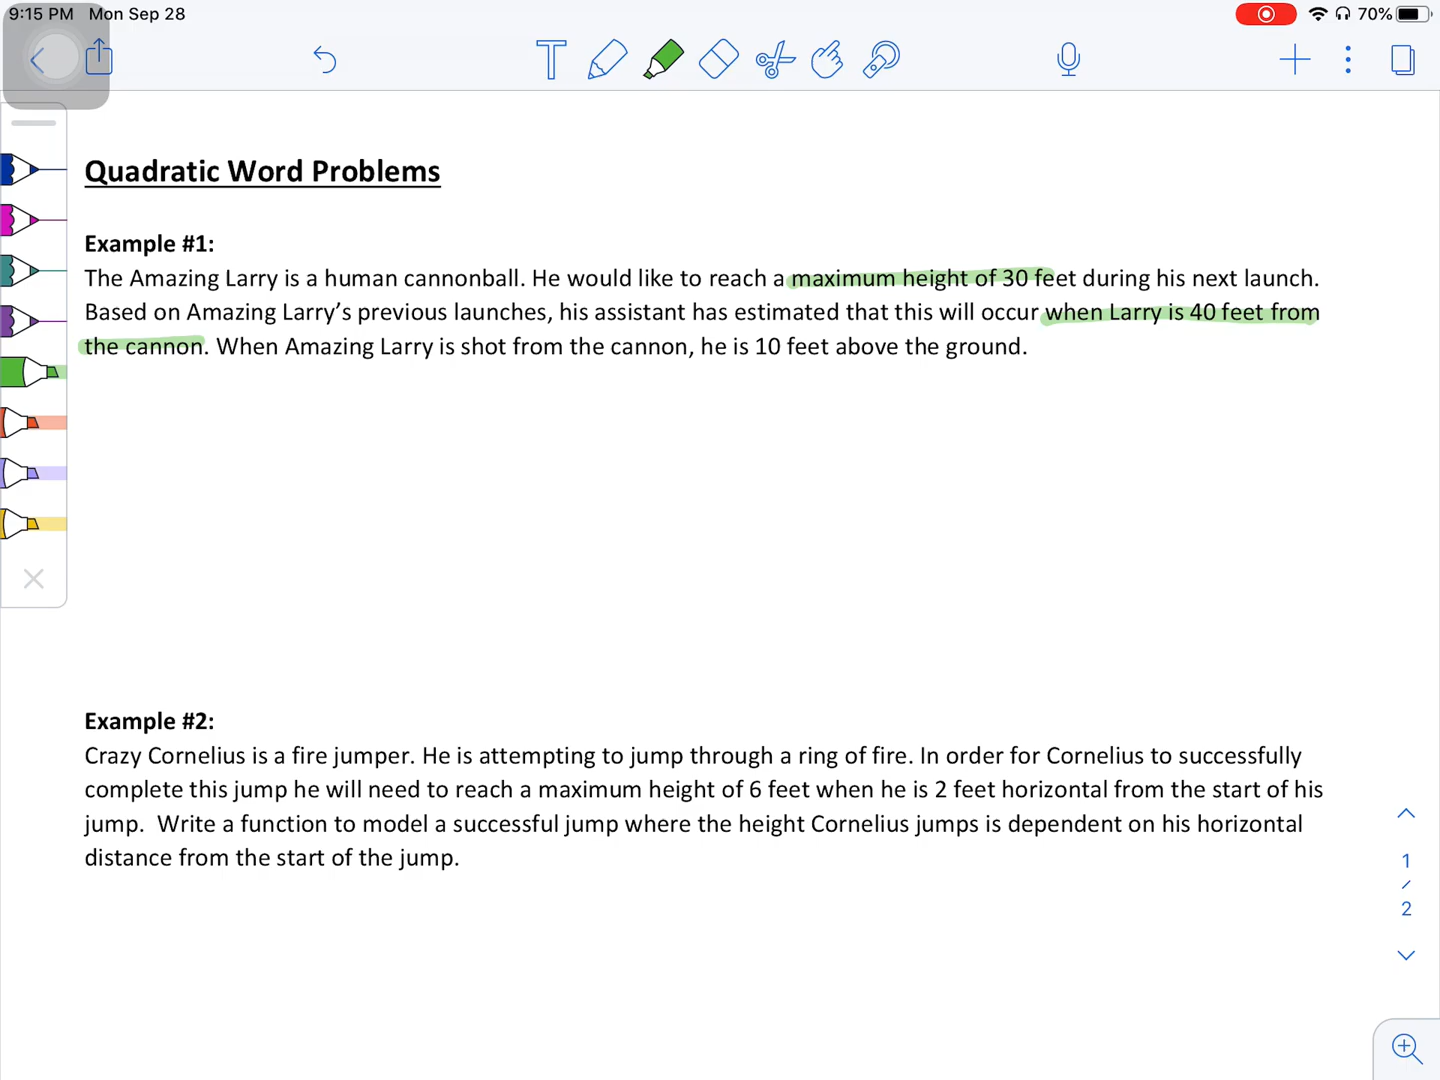 9:15 PM Mon Sep 28
70%
T
Quadratic Word Problems
Example #1:
The Amazing Larry is a human cannonball. He would like to reach a maximum height of 30 feet during his next launch.
Based on Amazing Larry’s previous launches, his assistant has estimated that this will occur when Larry is 40 feet from
the cannon. When Amazing Larry is shot from the cannon, he is 10 feet above the ground.
Example #2:
Crazy Cornelius is a fire jumper. He is attempting to jump through a ring of fire. In order for Cornelius to successfully
complete this jump he will need to reach a maximum height of 6 feet when he is 2 feet horizontal from the start of his
jump.  Write a function to model a successful jump where the height Cornelius jumps is dependent on his horizontal
distance from the start of the jump.
1
/
2